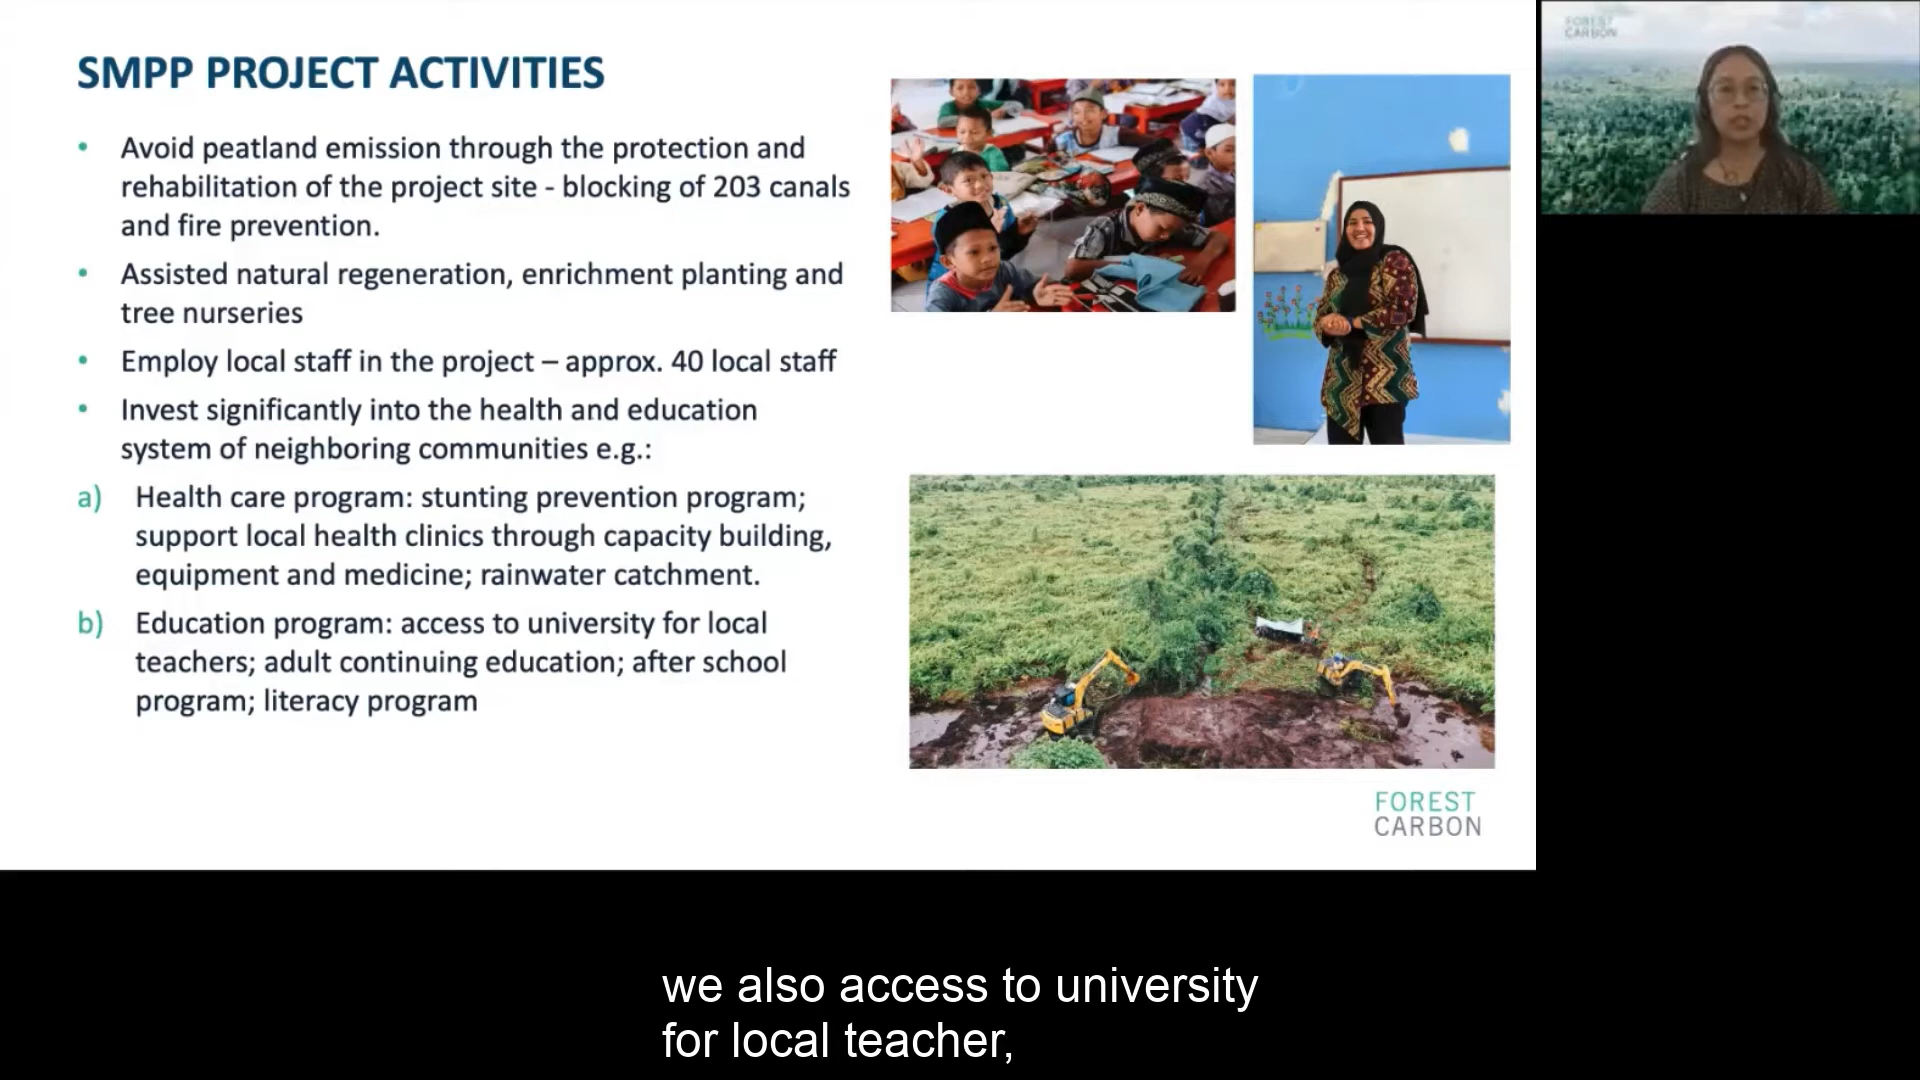 SMPP PROJECT ACTIVITIES
• Avoid peatland emission through the protection and
rehabilitation of the project site - blocking of 203 canals
and fire prevention.
• Assisted natural regeneration, enrichment planting and
tree nurseries
• Employ local staff in the project – approx. 40 local staff
• Invest significantly into the health and education
system of neighboring communities e.g.:
a) Health care program: stunting prevention program;
support local health clinics through capacity building,
equipment and medicine; rainwater catchment.
b) Education program: access to university for local
teachers; adult continuing education; after school
program; literacy program
FOREST
CARBON
FOREST
CARBON
we also access to university
for local teacher,